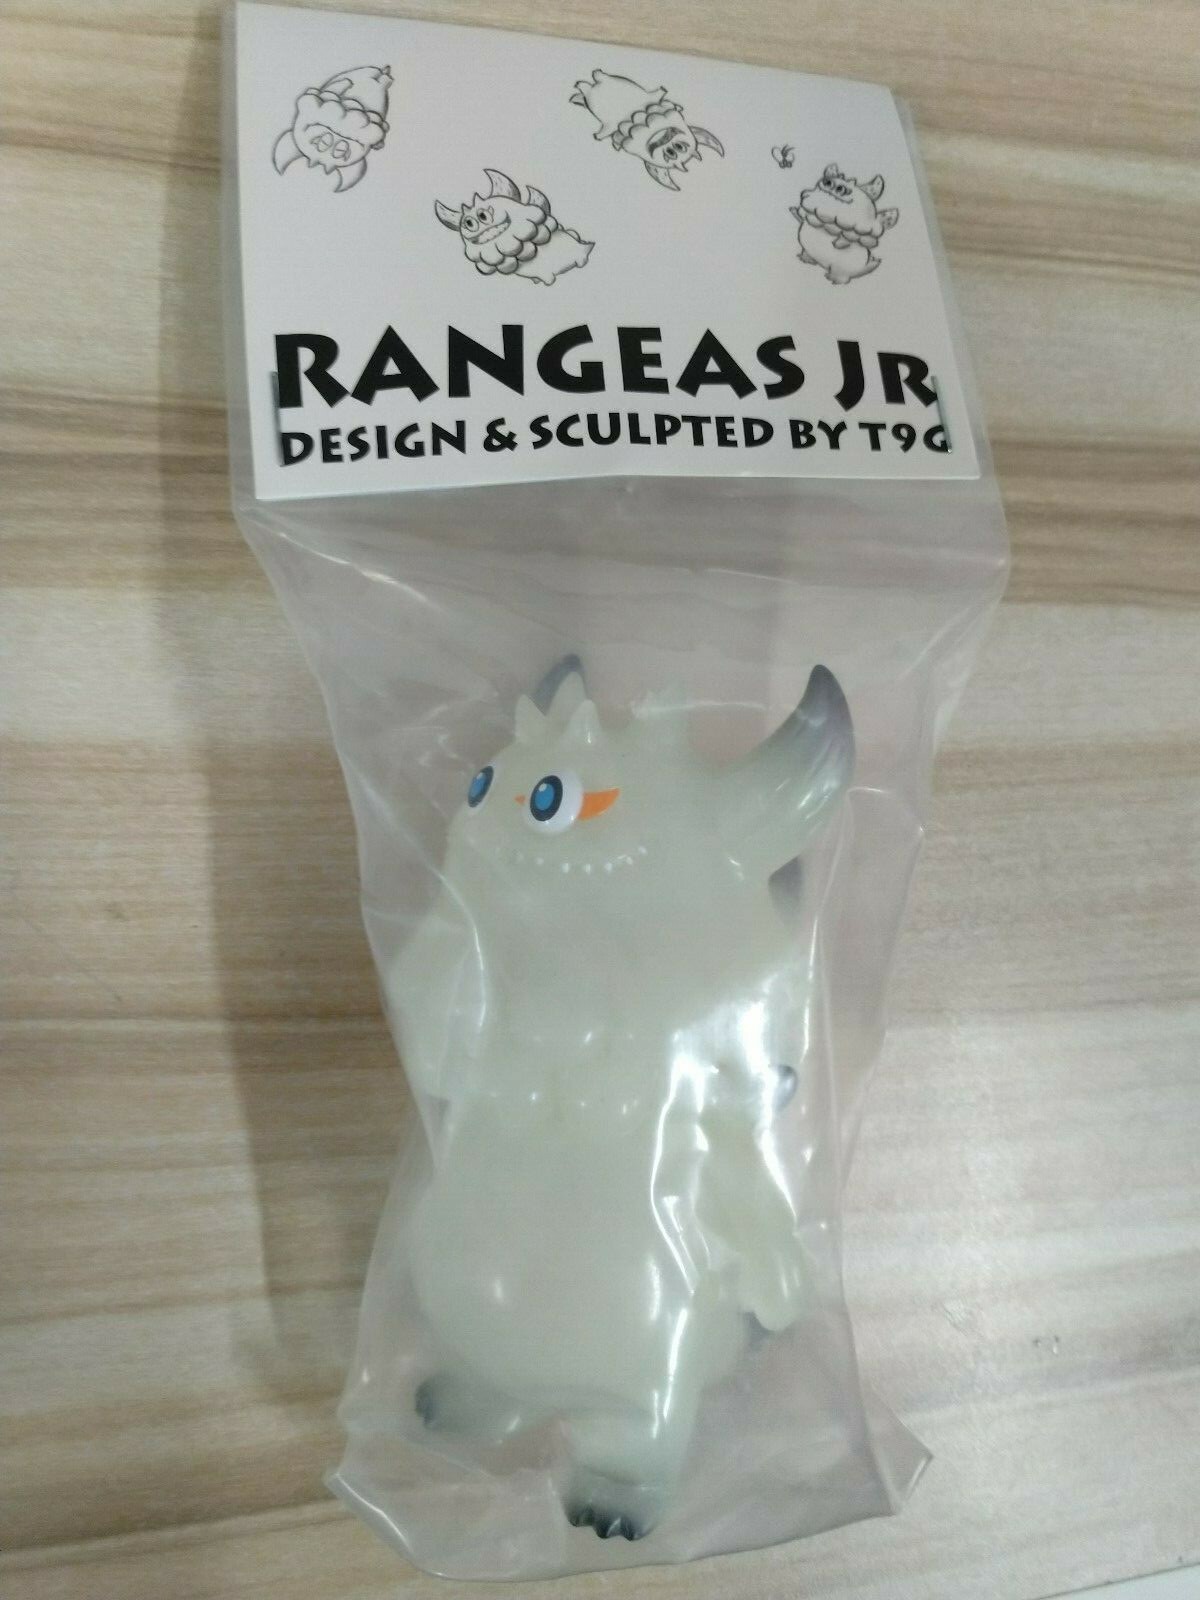 RANGEAS JR
DESIGN & SCULPTED BY T9G